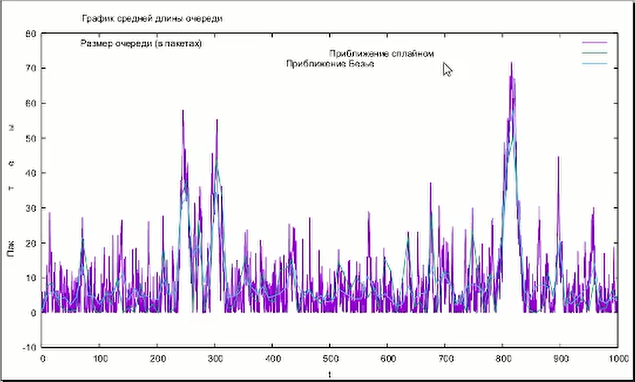 График средней длины очереди
Размер очереди (в пакетах)
Приближение сплайном
Приближение Безье
80
70
60
50
40
30
20
10
0
-10
Пакеты
0 100 200 300 400 500 600 700 800 900 1000
t